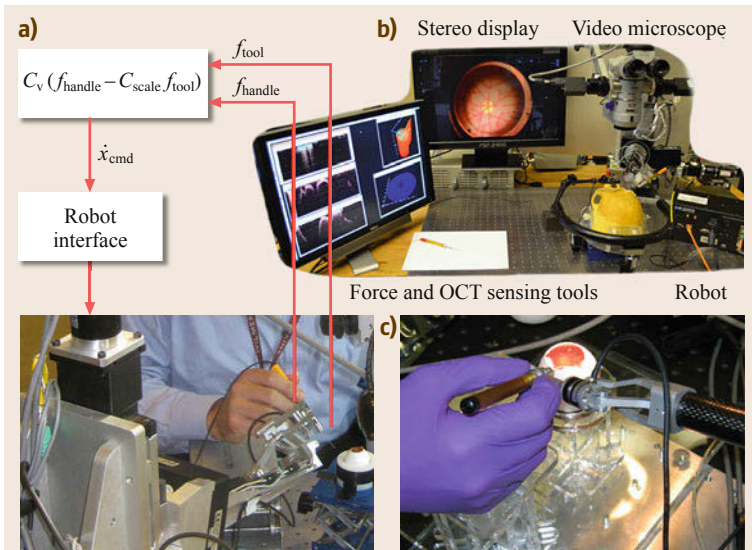 a)
f_tool
f_handle
C_v (f_handle – C_scale f_tool)
ẋ_cmd
Robot
interface
b)
Stereo display
Video microscope
Force and OCT sensing tools
Robot
c)